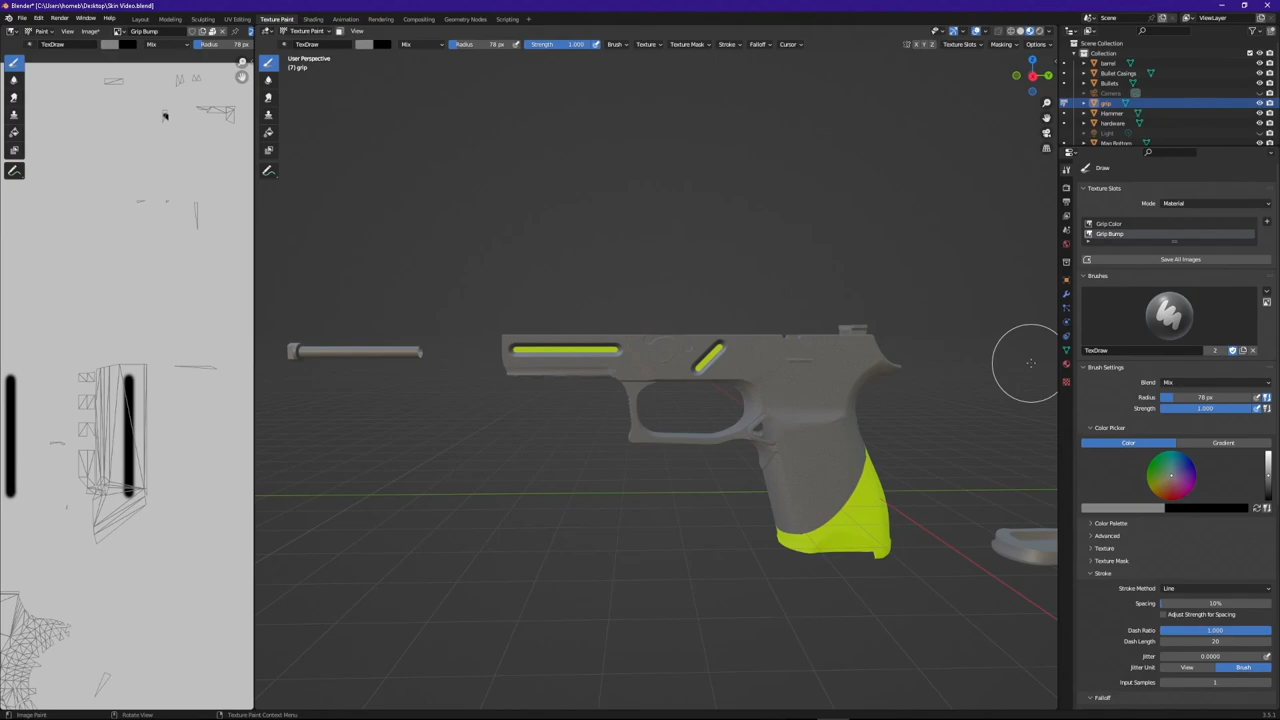 Blender* [C:\Users\homeb\Desktop\Skin Video.blend]
File Edit Render Window Help Layout Modeling Sculpting UV Editing Texture Paint Shading Animation Rendering Compositing Geometry Nodes Scripting Scene ViewLayer
Paint View Image* Grip Bump Texture Paint View
TexDraw Mix Radius 78 px TexDraw Mix Radius 78 px Strength 1.000 Brush Texture Texture Mask Stroke Falloff Cursor X Y Z Texture Slots Masking Options
User Perspective
(7) grip
Scene Collection
Collection
barrel
Bullet Casings
Bullets
Camera
grip
Hammer
hardware
Light
Mag Bottom
Draw
Texture Slots
Mode Material
Grip Color
Grip Bump
Save All Images
Brushes
TexDraw 2
Brush Settings
Blend Mix
Radius 78 px
Strength 1.000
Color Picker
Color Gradient
Color Palette
Advanced
Texture
Texture Mask
Stroke
Stroke Method Line
Spacing 10%
Adjust Strength for Spacing
Dash Ratio 1.000
Dash Length 20
Jitter 0.0000
Jitter Unit View Brush
Input Samples 1
Falloff
Image Paint Rotate View Texture Paint Context Menu 3.5.1